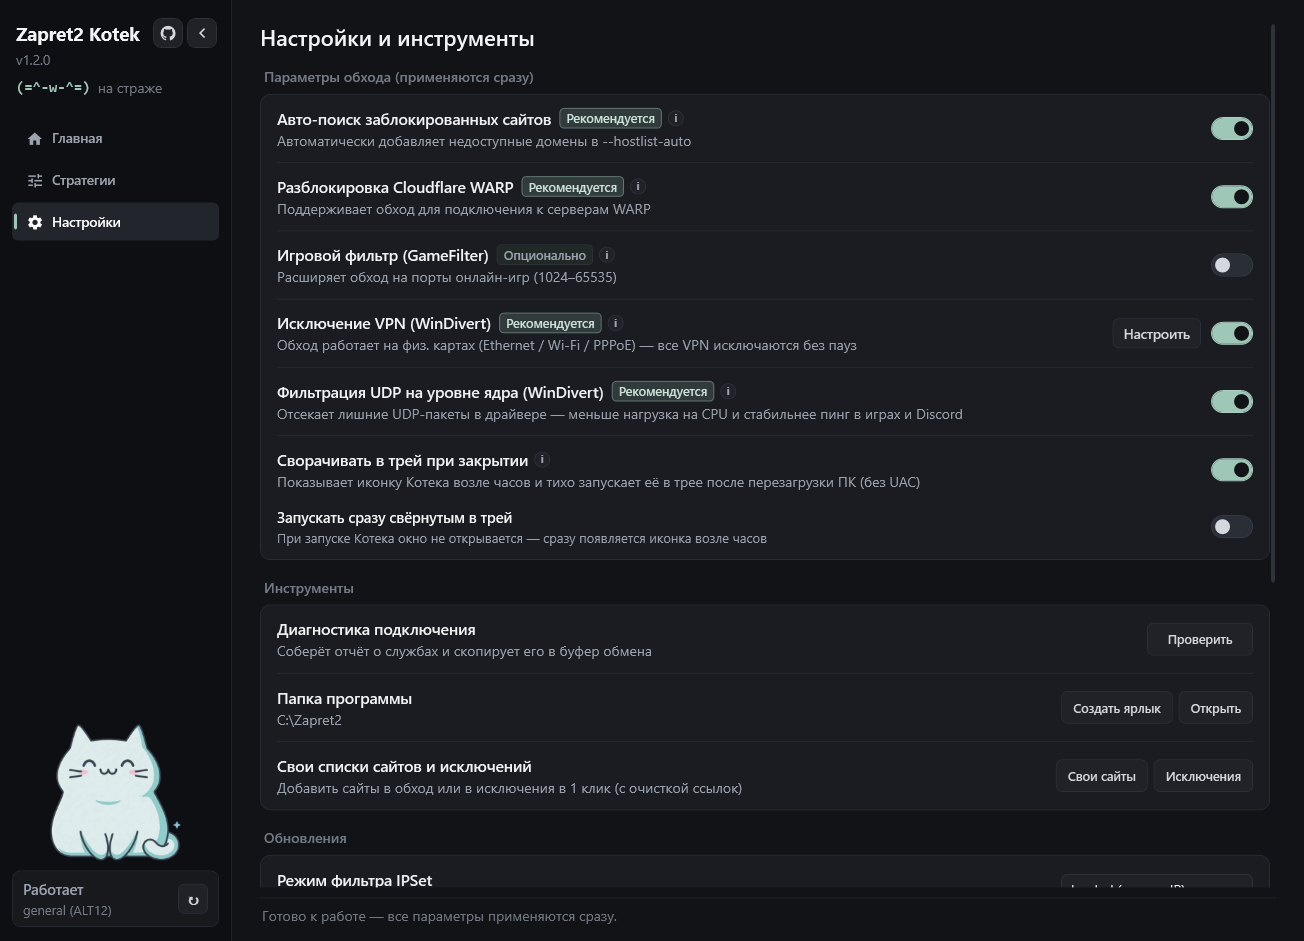 Zapret2 Kotek
v1.2.0
(=^-w-^=) на страже
Главная
Стратегии
Настройки
Работает
general (ALT12)
Настройки и инструменты
Параметры обхода (применяются сразу)
Авто-поиск заблокированных сайтов Рекомендуется i
Автоматически добавляет недоступные домены в --hostlist-auto
Разблокировка Cloudflare WARP Рекомендуется i
Поддерживает обход для подключения к серверам WARP
Игровой фильтр (GameFilter) Опционально i
Расширяет обход на порты онлайн-игр (1024–65535)
Исключение VPN (WinDivert) Рекомендуется i
Обход работает на физ. картах (Ethernet / Wi-Fi / PPPoE) — все VPN исключаются без пауз
Настроить
Фильтрация UDP на уровне ядра (WinDivert) Рекомендуется i
Отсекает лишние UDP-пакеты в драйвере — меньше нагрузка на CPU и стабильнее пинг в играх и Discord
Сворачивать в трей при закрытии i
Показывает иконку Котека возле часов и тихо запускает её в трее после перезагрузки ПК (без UAC)
Запускать сразу свёрнутым в трей
При запуске Котека окно не открывается — сразу появляется иконка возле часов
Инструменты
Диагностика подключения
Соберёт отчёт о службах и скопирует его в буфер обмена
Проверить
Папка программы
C:\Zapret2
Создать ярлык Открыть
Свои списки сайтов и исключений
Добавить сайты в обход или в исключения в 1 клик (с очисткой ссылок)
Свои сайты Исключения
Обновления
Режим фильтра IPSet
Готово к работе — все параметры применяются сразу.